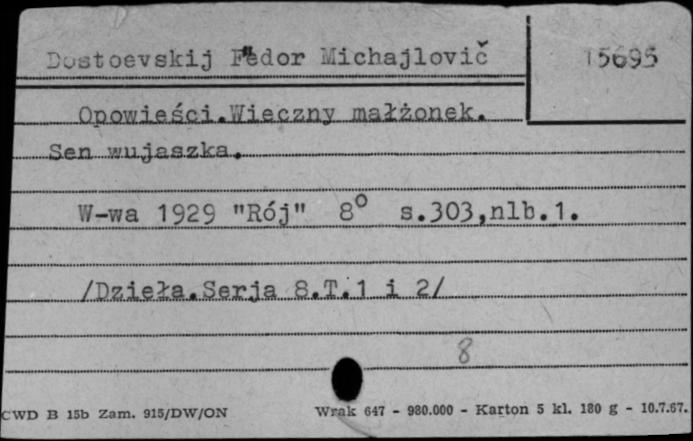 Dostoevskij Fëdor Michajlovič
15695
Opowieści.Wieczny małżonek.
Sen wujaszka.
W-wa 1929 "Rój" 8° s.303,nlb.1.
/Dzieła.Serja 8.T.1 i 2/
8
CWD B 15b Zam. 915/DW/ON Wrak 647 - 980.000 - Karton 5 kl. 180 g - 10.7.67.